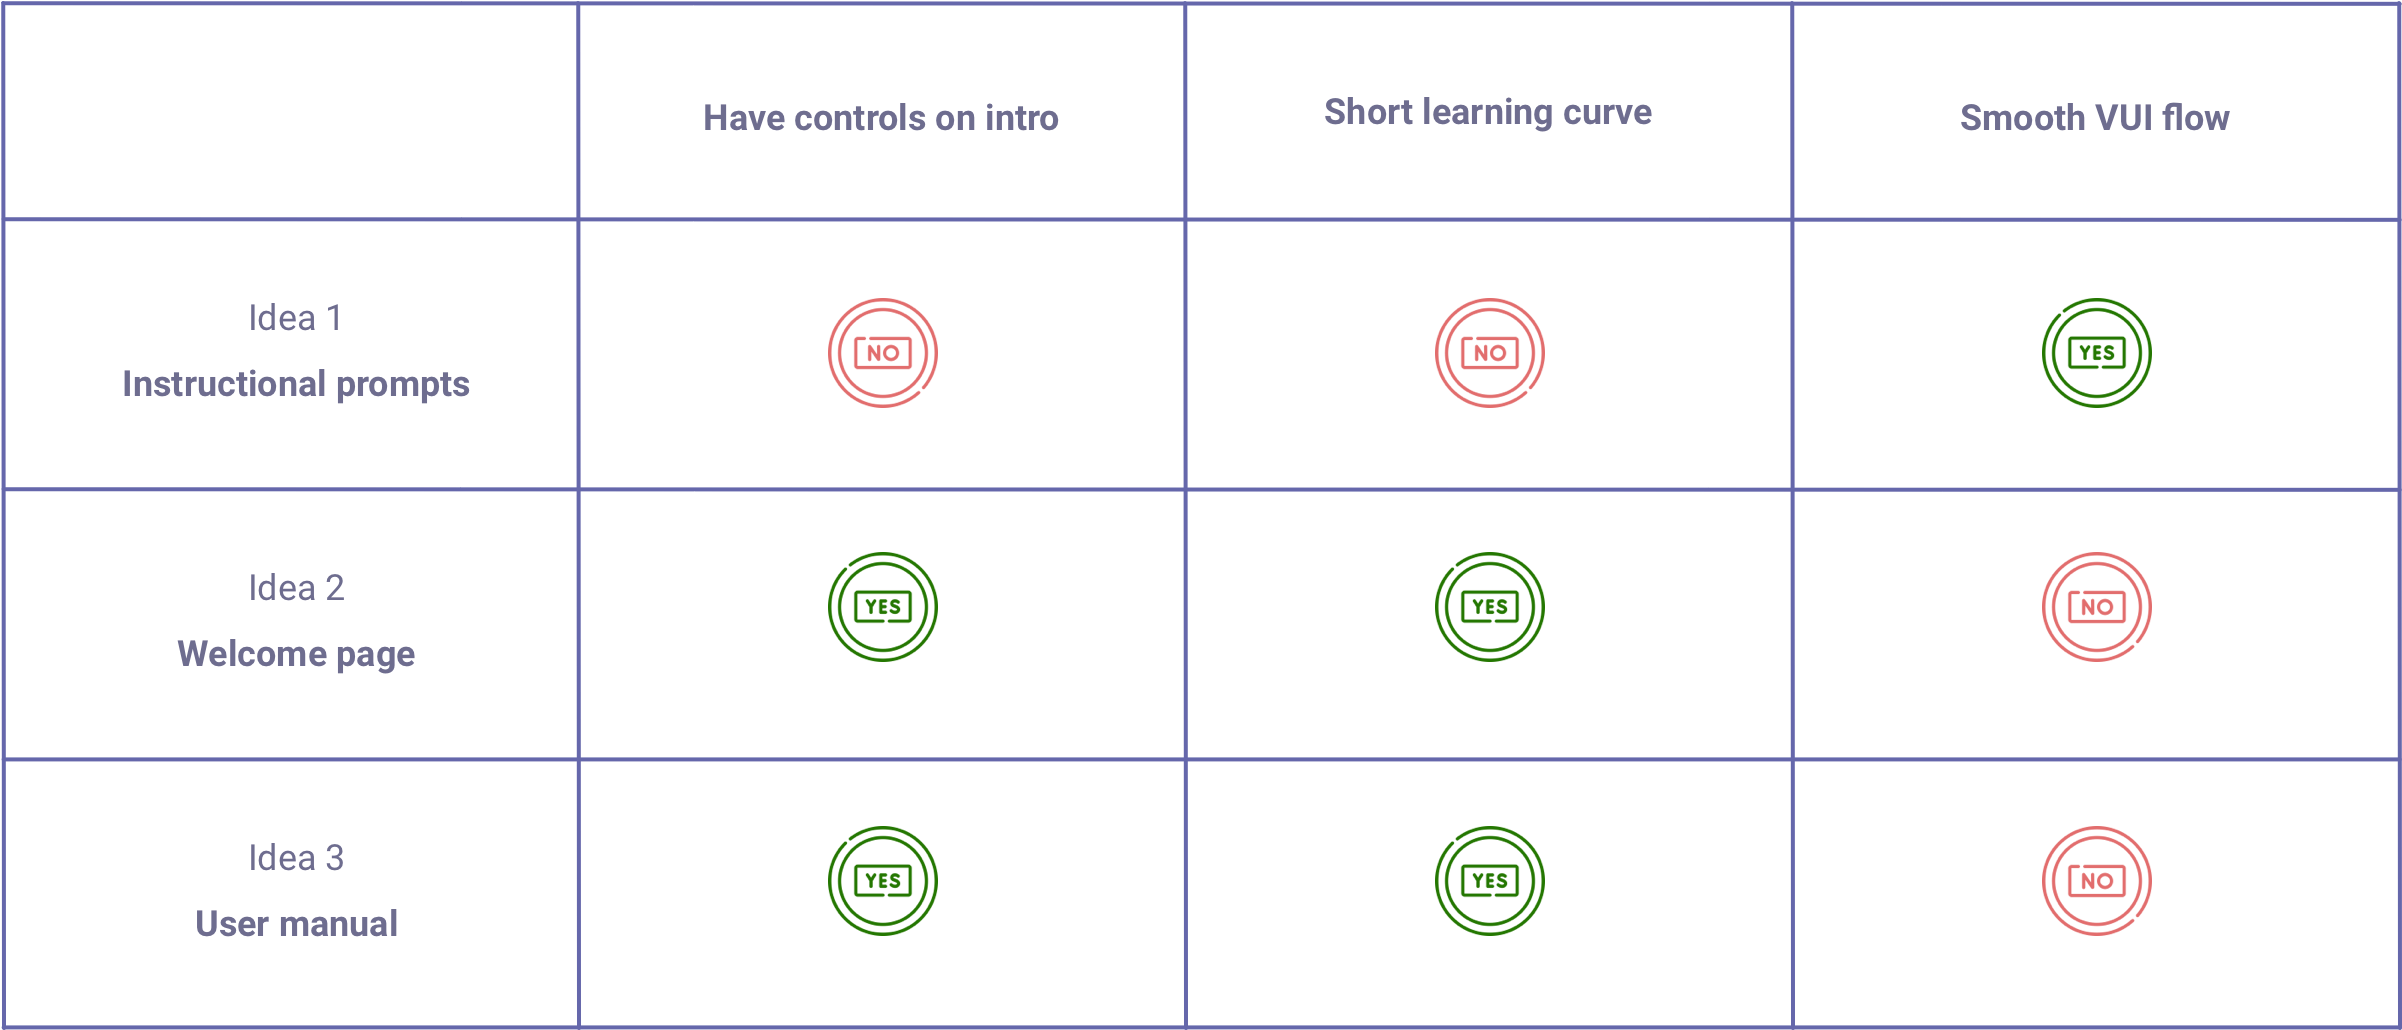 Have controls on intro
Short learning curve
Smooth VUI flow
Idea 1
Instructional prompts
NO
NO
YES
Idea 2
Welcome page
YES
YES
NO
Idea 3
User manual
YES
YES
NO